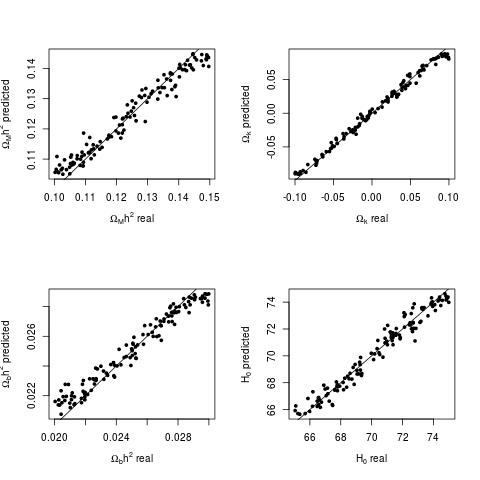 Ω_Mh² predicted
0.14
0.13
0.12
0.11
0.10 0.11 0.12 0.13 0.14 0.15
Ω_Mh² real
Ω_k predicted
0.05
0.00
-0.05
-0.10 -0.05 0.00 0.05 0.10
Ω_k real
Ω_bh² predicted
0.026
0.022
0.020 0.024 0.028
Ω_bh² real
H₀ predicted
74
72
70
68
66
66 68 70 72 74
H₀ real